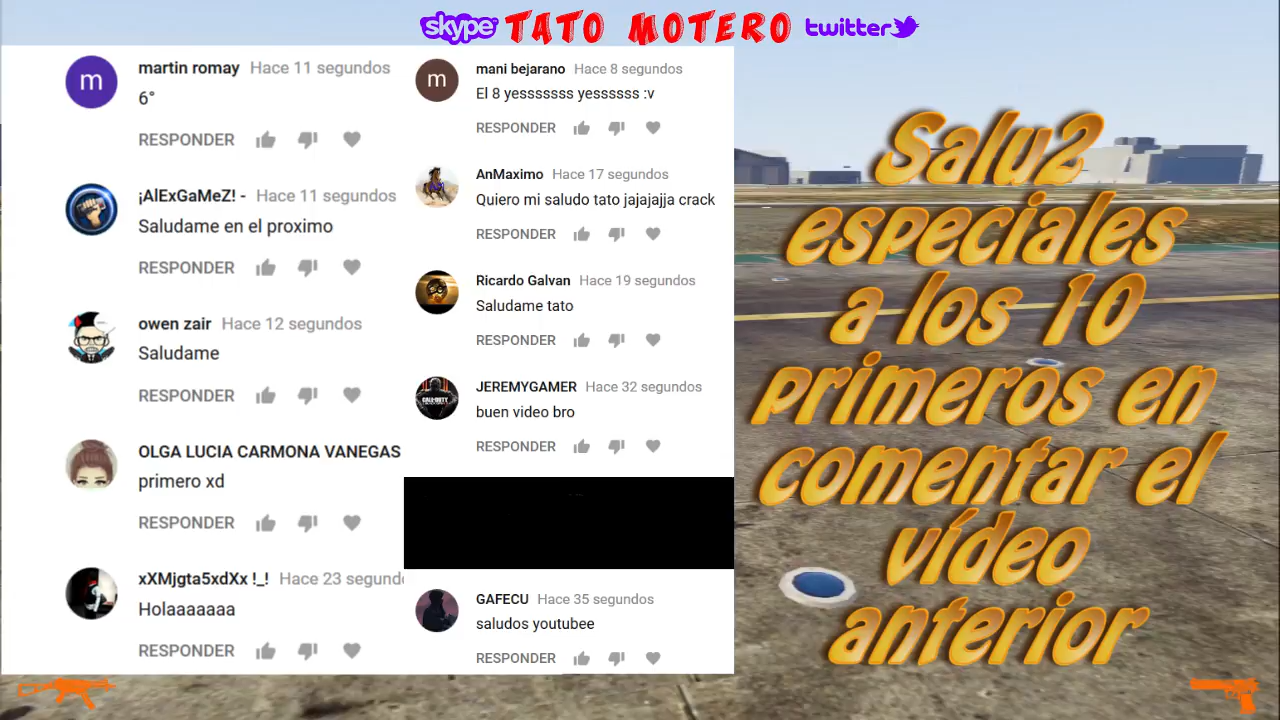 skype TATO MOTERO twitter
martin romay Hace 11 segundos
6°
RESPONDER
¡AlExGaMeZ! - Hace 11 segundos
Saludame en el proximo
RESPONDER
owen zair Hace 12 segundos
Saludame
RESPONDER
OLGA LUCIA CARMONA VANEGAS
primero xd
RESPONDER
xXMjgta5xdXx !_! Hace 23 segundo
Holaaaaaaa
RESPONDER
mani bejarano Hace 8 segundos
El 8 yesssssss yessssss :v
RESPONDER
AnMaximo Hace 17 segundos
Quiero mi saludo tato jajajajja crack
RESPONDER
Ricardo Galvan Hace 19 segundos
Saludame tato
RESPONDER
JEREMYGAMER Hace 32 segundos
buen video bro
RESPONDER
GAFECU Hace 35 segundos
saludos youtubee
RESPONDER
Salu2
especiales
a los 10
primeros en
comentar el
vídeo
anterior